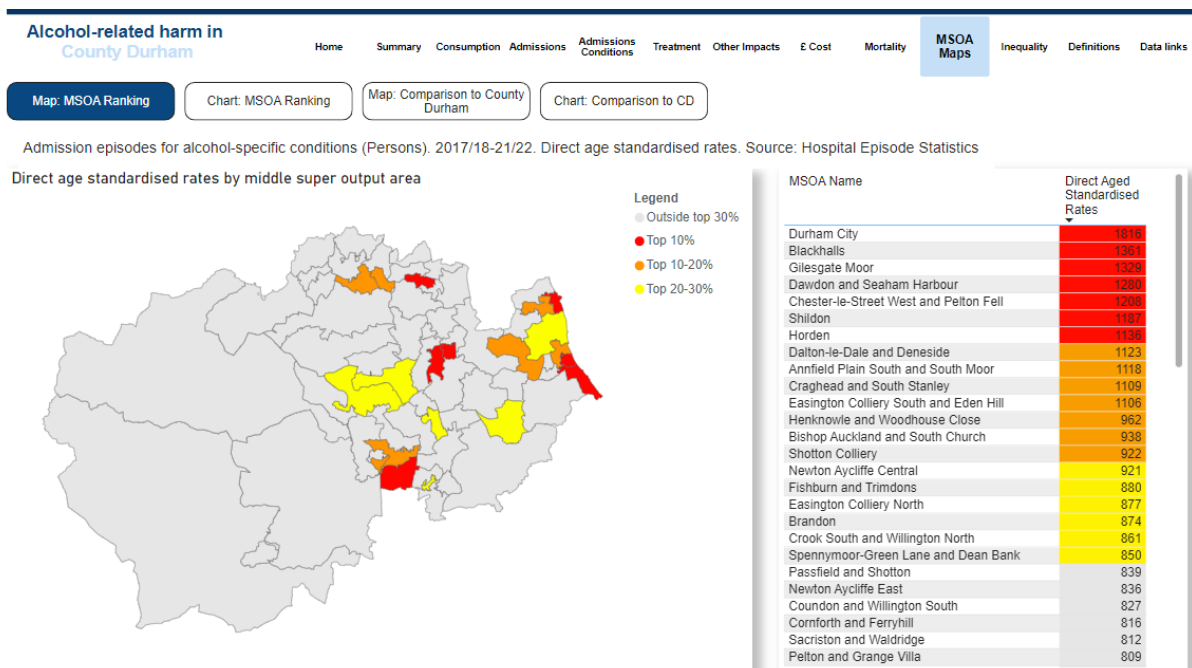 Alcohol-related harm in
County Durham
Home Summary Consumption Admissions Admissions Conditions Treatment Other Impacts £ Cost Mortality MSOA Maps Inequality Definitions Data links
Map: MSOA Ranking
Chart: MSOA Ranking
Map: Comparison to County
Durham
Chart: Comparison to CD
Admission episodes for alcohol-specific conditions (Persons). 2017/18-21/22. Direct age standardised rates. Source: Hospital Episode Statistics
Direct age standardised rates by middle super output area
Legend
Outside top 30%
Top 10%
Top 10-20%
Top 20-30%
MSOA Name Direct Aged
Standardised
Rates
Durham City 1816
Blackhalls 1361
Gilesgate Moor 1329
Dawdon and Seaham Harbour 1280
Chester-le-Street West and Pelton Fell 1208
Shildon 1187
Horden 1136
Dalton-le-Dale and Deneside 1123
Annfield Plain South and South Moor 1118
Craghead and South Stanley 1109
Easington Colliery South and Eden Hill 1106
Henknowle and Woodhouse Close 962
Bishop Auckland and South Church 938
Shotton Colliery 922
Newton Aycliffe Central 921
Fishburn and Trimdons 880
Easington Colliery North 877
Brandon 874
Crook South and Willington North 861
Spennymoor-Green Lane and Dean Bank 850
Passfield and Shotton 839
Newton Aycliffe East 836
Coundon and Willington South 827
Cornforth and Ferryhill 816
Sacriston and Waldridge 812
Pelton and Grange Villa 809